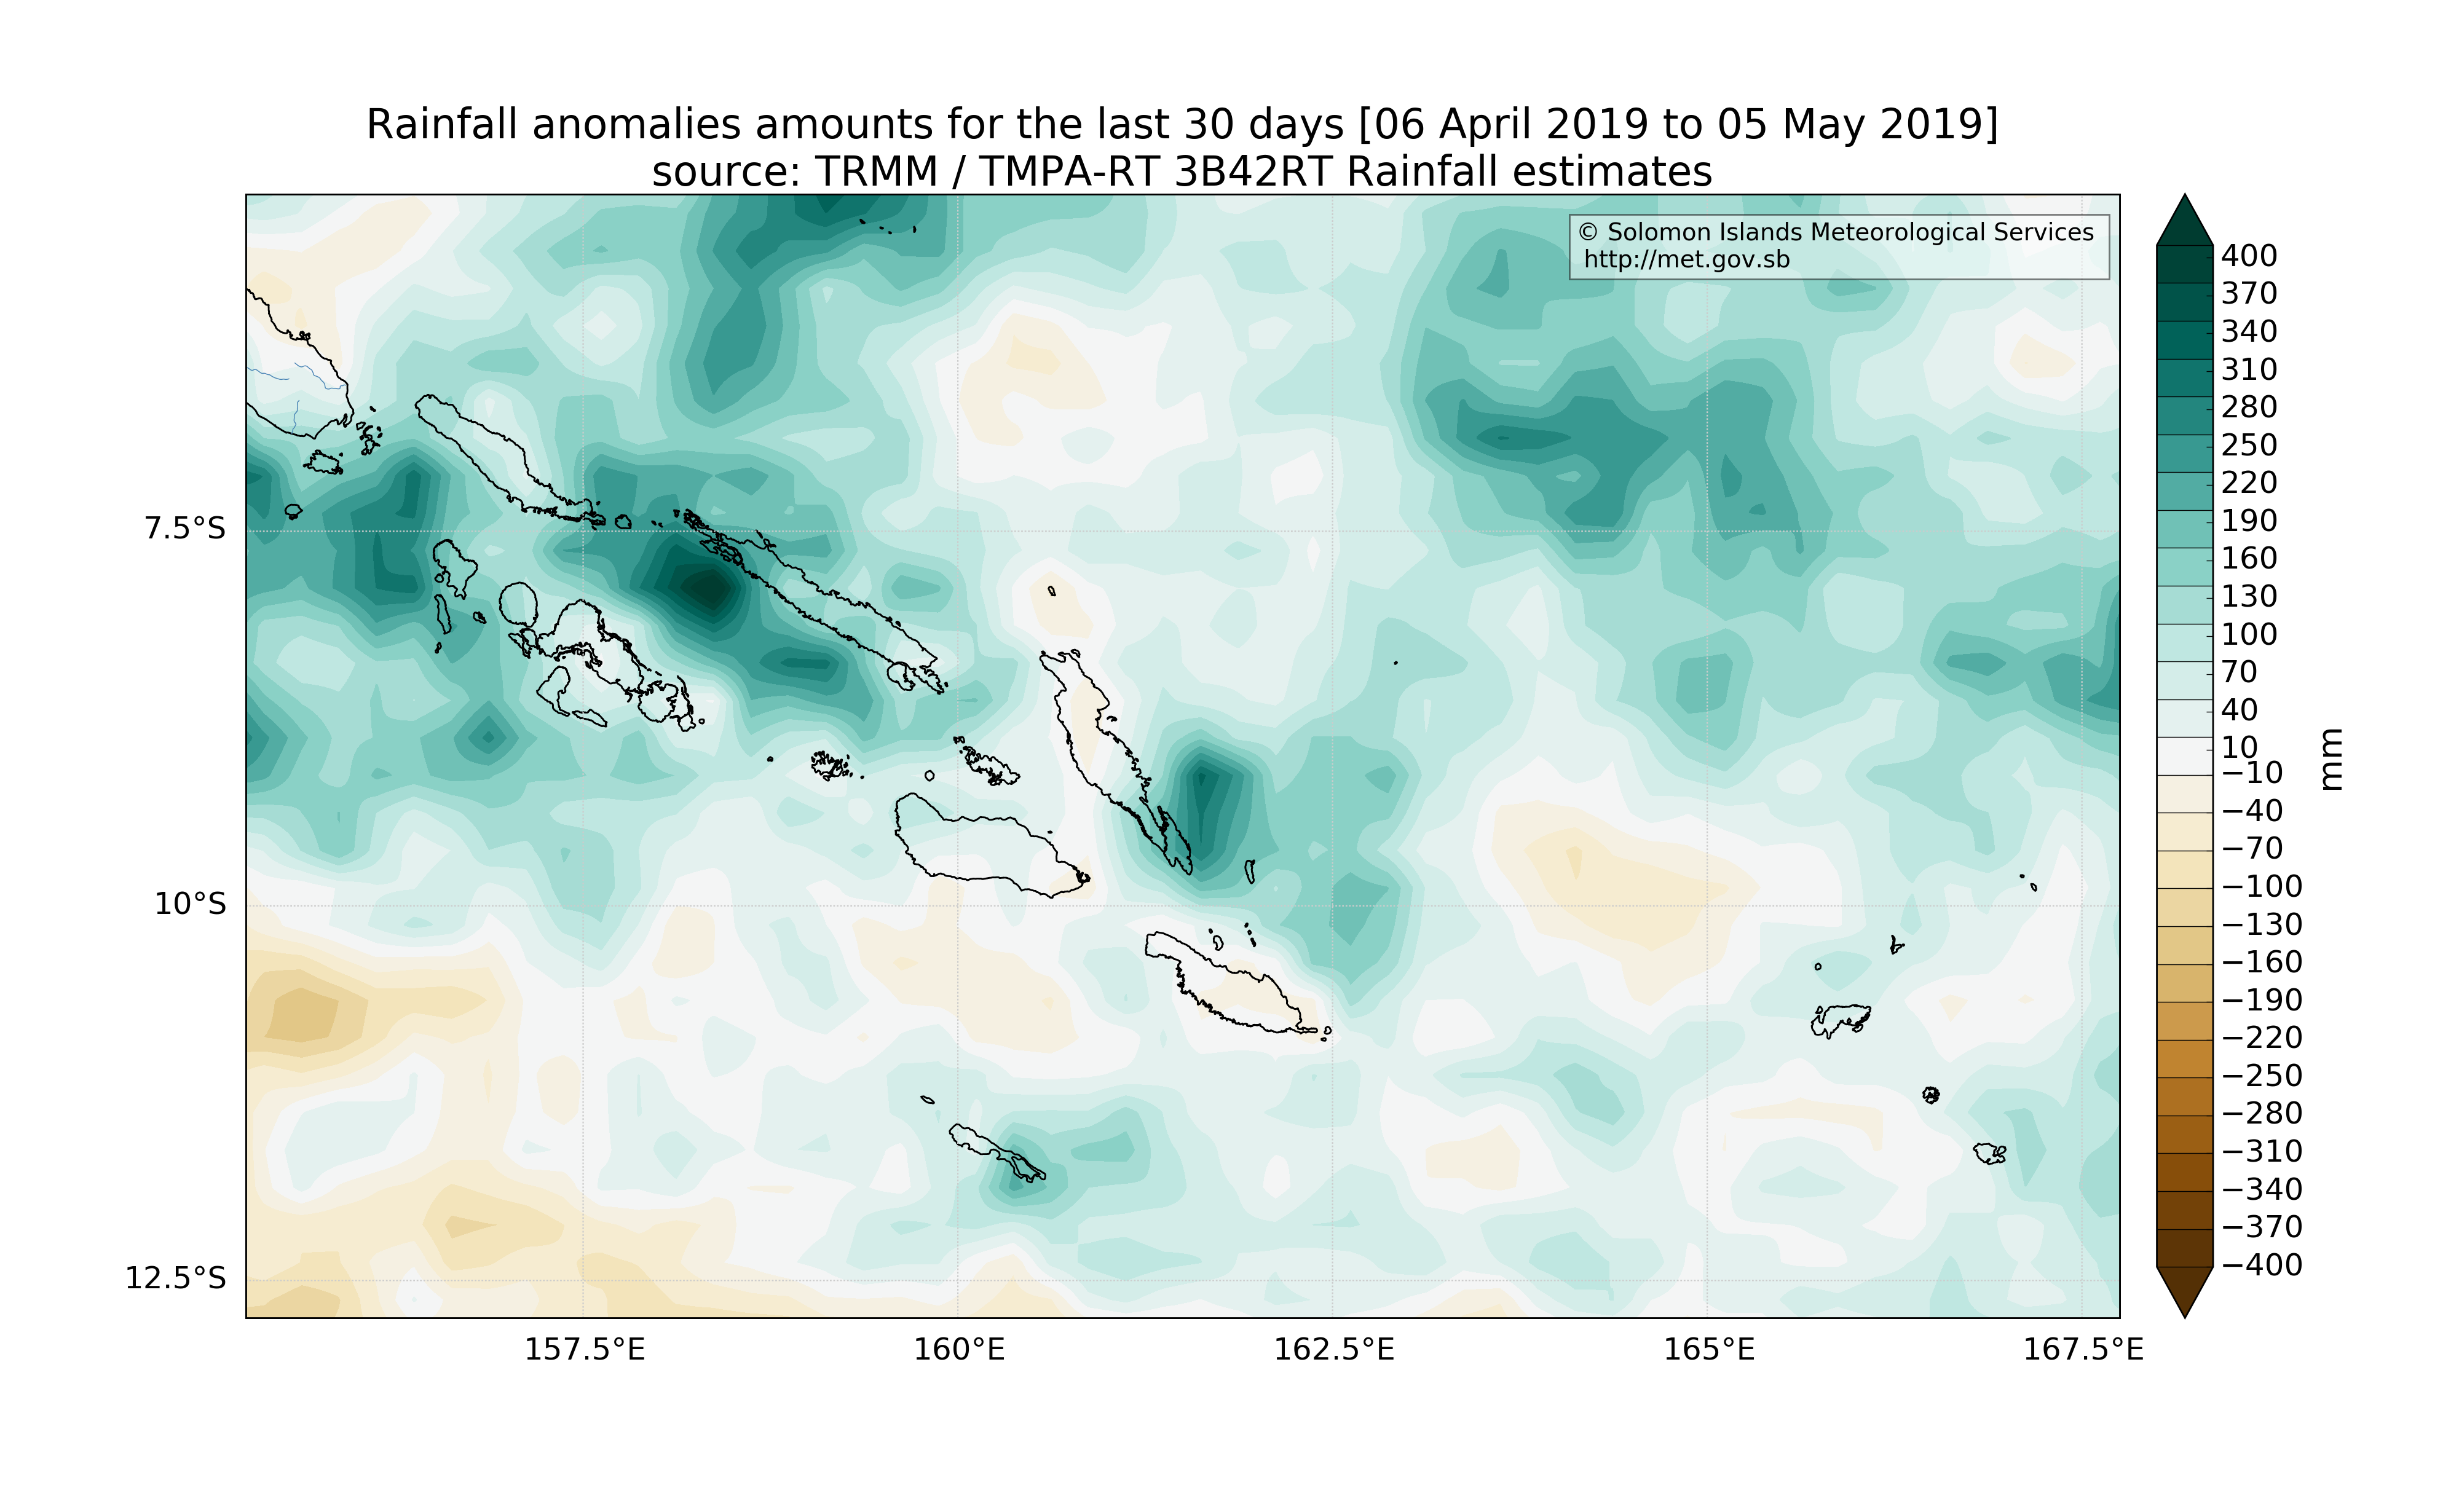 Rainfall anomalies amounts for the last 30 days [06 April 2019 to 05 May 2019]
source: TRMM / TMPA-RT 3B42RT Rainfall estimates
© Solomon Islands Meteorological Services
http://met.gov.sb
7.5°S
10°S
12.5°S
157.5°E
160°E
162.5°E
165°E
167.5°E
400
370
340
310
280
250
220
190
160
130
100
70
40
10
−10
−40
−70
−100
−130
−160
−190
−220
−250
−280
−310
−340
−370
−400
mm